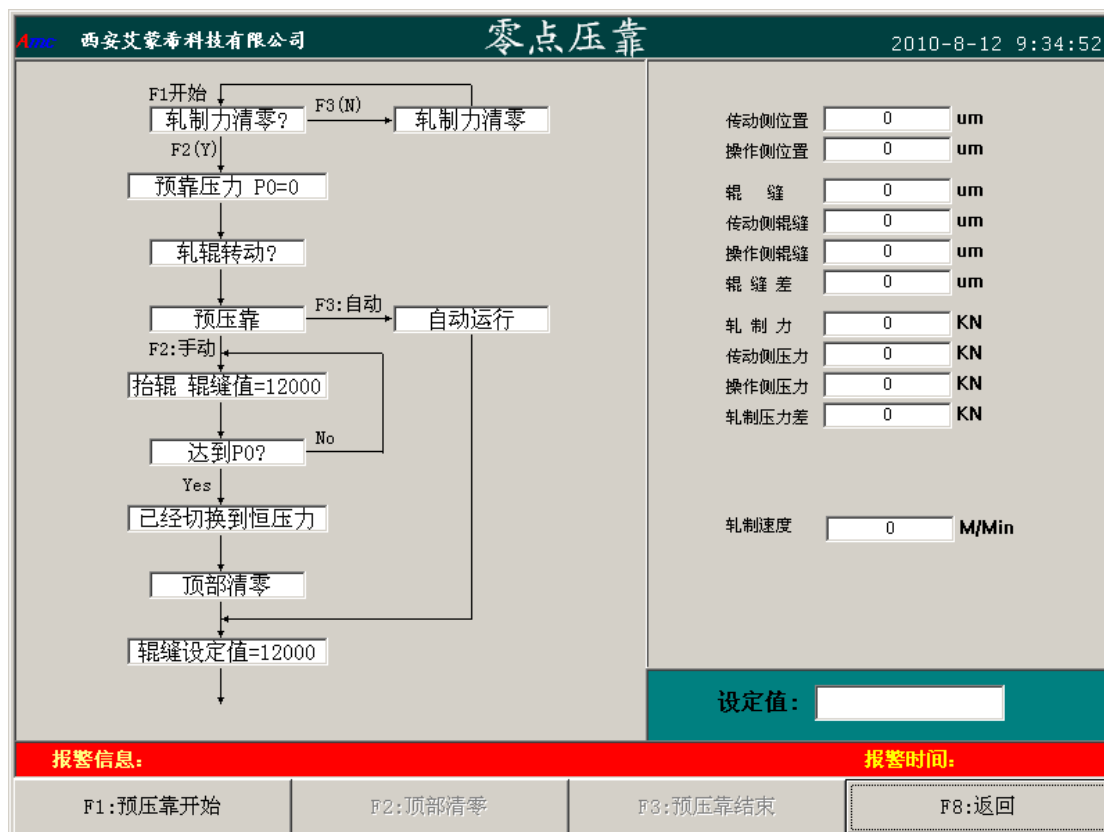 Amc 西安艾蒙希科技有限公司 零点压靠 2010-8-12 9:34:52
F1开始
轧制力清零? F3(N) 轧制力清零
F2(Y)
预靠压力 P0=0
轧辊转动?
预压靠 F3:自动 自动运行
F2:手动
抬辊 辊缝值=12000
达到P0? No
Yes
已经切换到恒压力
顶部清零
辊缝设定值=12000
传动侧位置 0 um
操作侧位置 0 um
辊 缝 0 um
传动侧辊缝 0 um
操作侧辊缝 0 um
辊 缝 差 0 um
轧 制 力 0 KN
传动侧压力 0 KN
操作侧压力 0 KN
轧制压力差 0 KN
轧制速度 0 M/Min
设定值:
报警信息: 报警时间:
F1:预压靠开始 F2:顶部清零 F3:预压靠结束 F8:返回